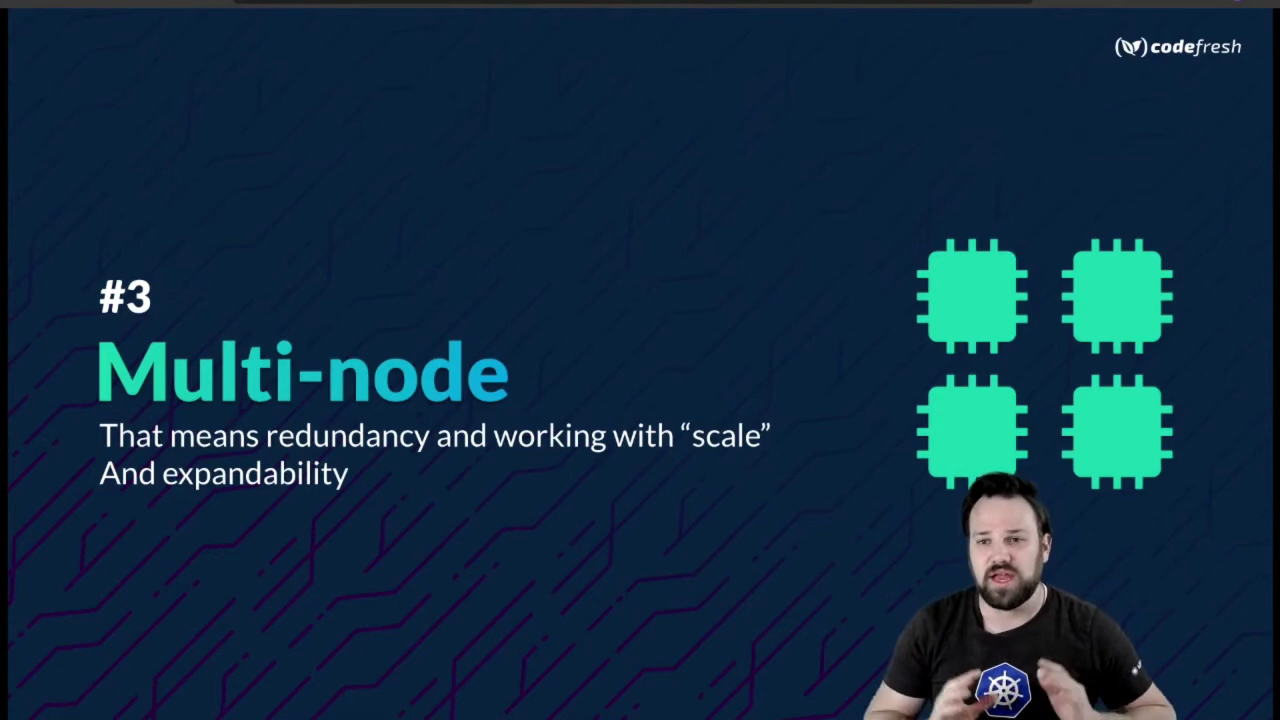 codefresh
#3
Multi-node
That means redundancy and working with “scale”
And expandability